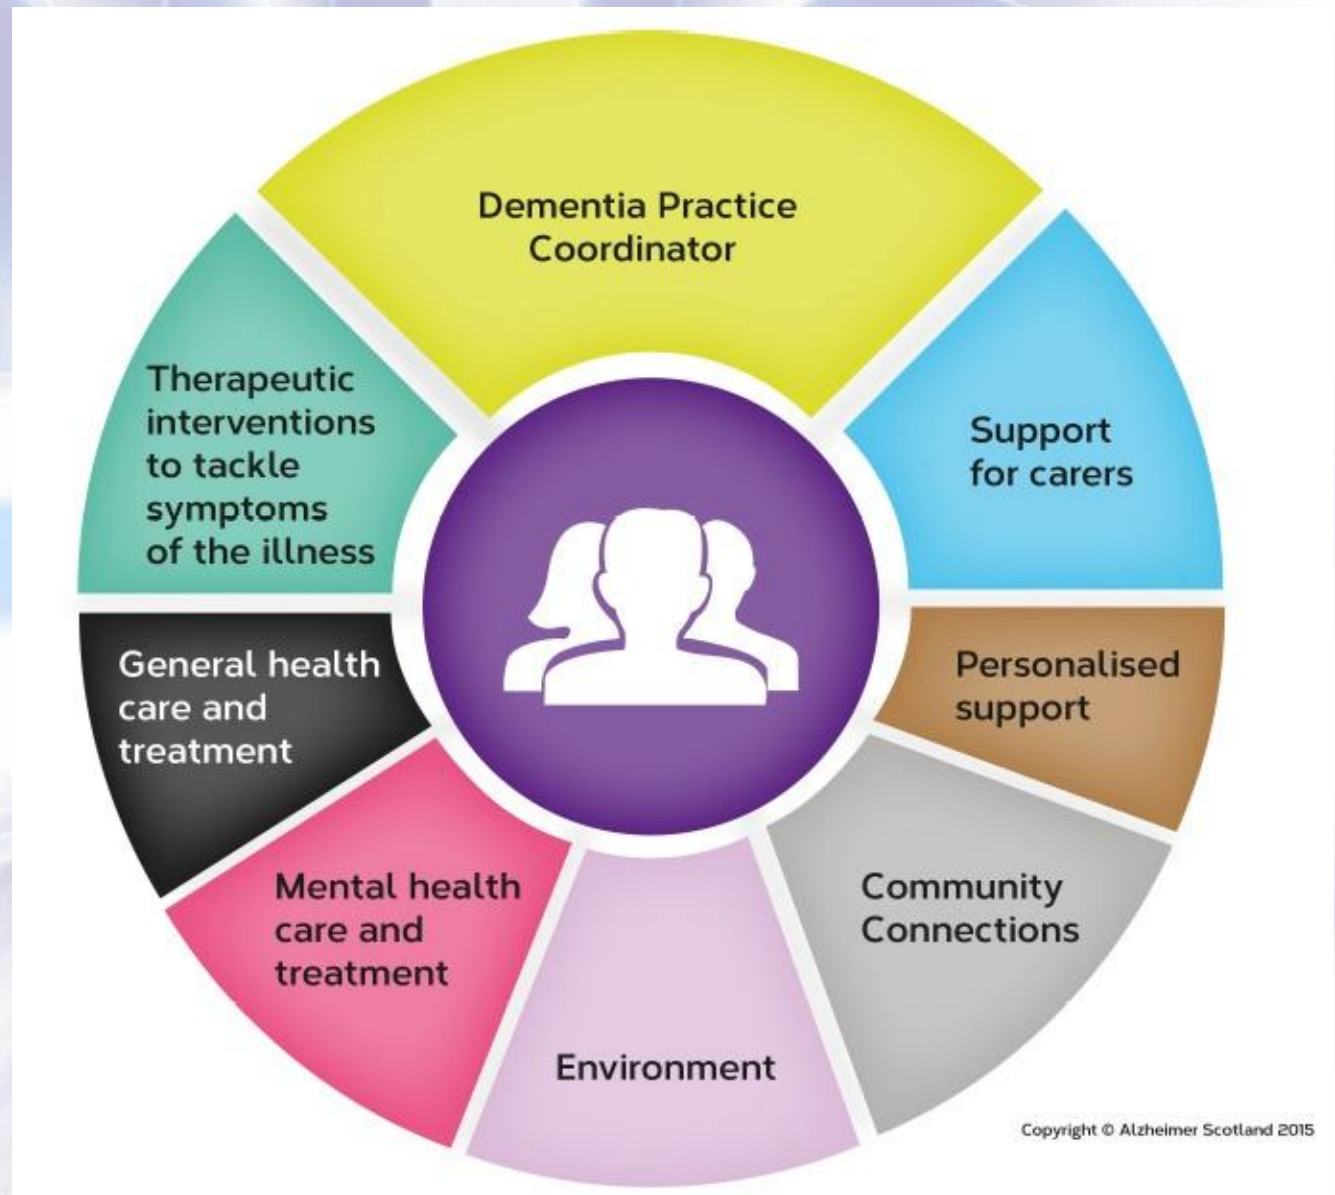 Dementia Practice
Coordinator
Support
for carers
Personalised
support
Community
Connections
Environment
Mental health
care and
treatment
General health
care and
treatment
Therapeutic
interventions
to tackle
symptoms
of the illness
Copyright © Alzheimer Scotland 2015